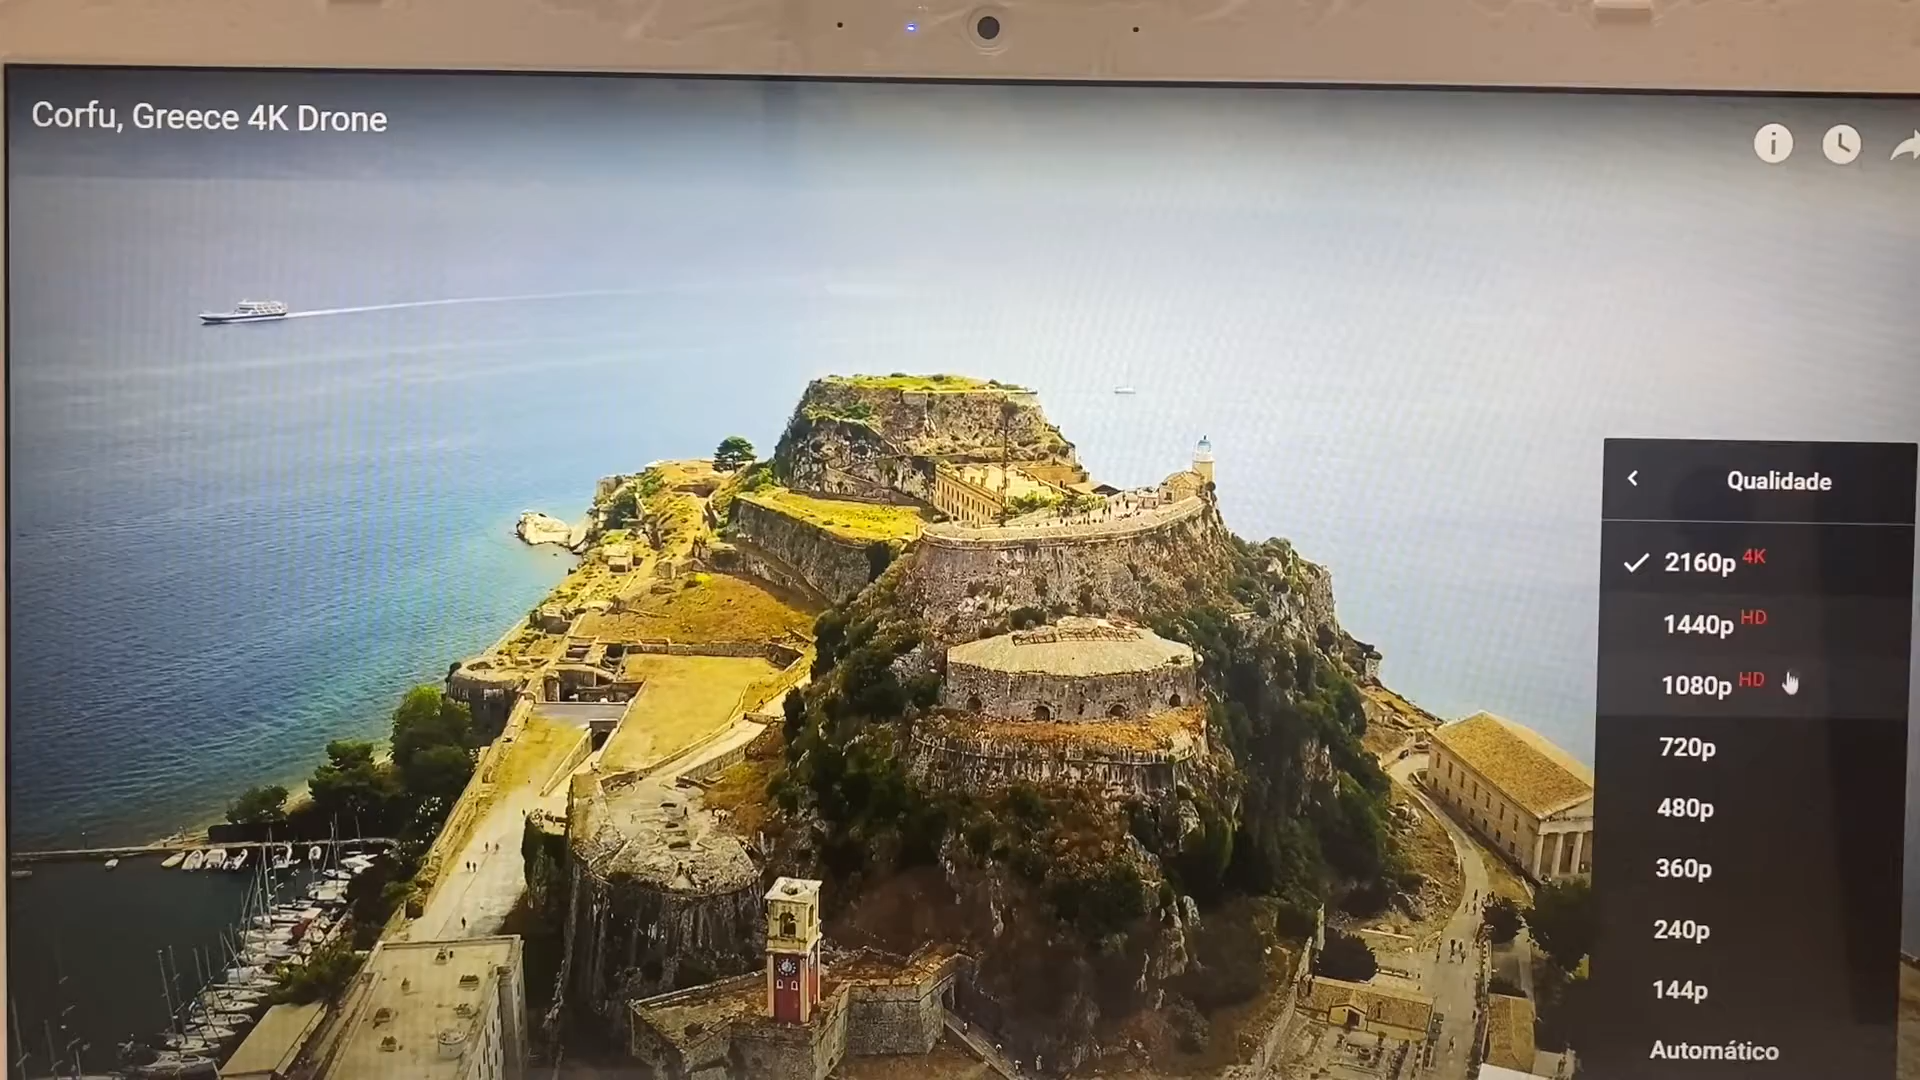 Corfu, Greece 4K Drone
Qualidade
2160p 4K
1440p HD
1080p HD
720p
480p
360p
240p
144p
Automático